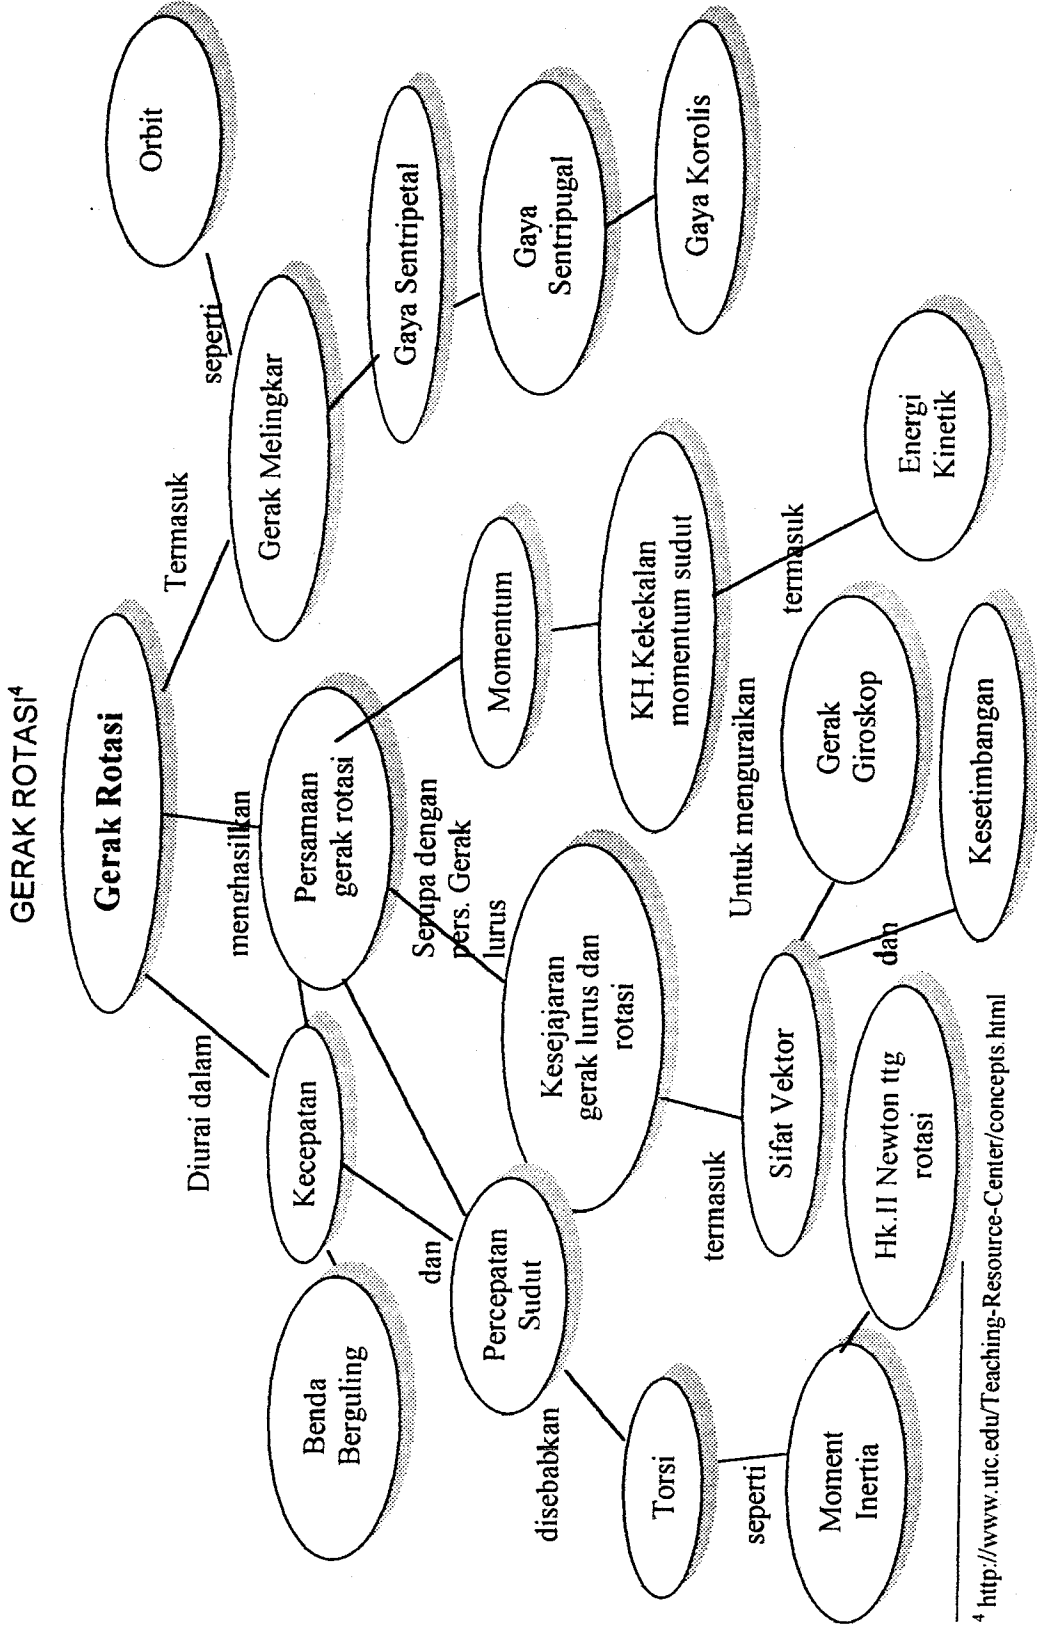 GERAK ROTASI⁴
Gerak Rotasi
Diurai dalam
menghasilkan
Termasuk
seperti
Orbit
Benda
Berguling
Kecepatan
Persamaan
gerak rotasi
Gerak Melingkar
dan
Serupa dengan
pers. Gerak
lurus
Gaya Sentripetal
Percepatan
Sudut
Kesejajaran
gerak lurus dan
rotasi
Momentum
Gaya
Sentripugal
disebabkan
Torsi
KH.Kekekalan
momentum sudut
Gaya Korolis
seperti
termasuk
Untuk menguraikan
termasuk
Moment
Inertia
Sifat Vektor
Gerak
Giroskop
dan
Energi
Kinetik
Hk.II Newton ttg
rotasi
Kesetimbangan
⁴ http://www.utc.edu/Teaching-Resource-Center/concepts.html